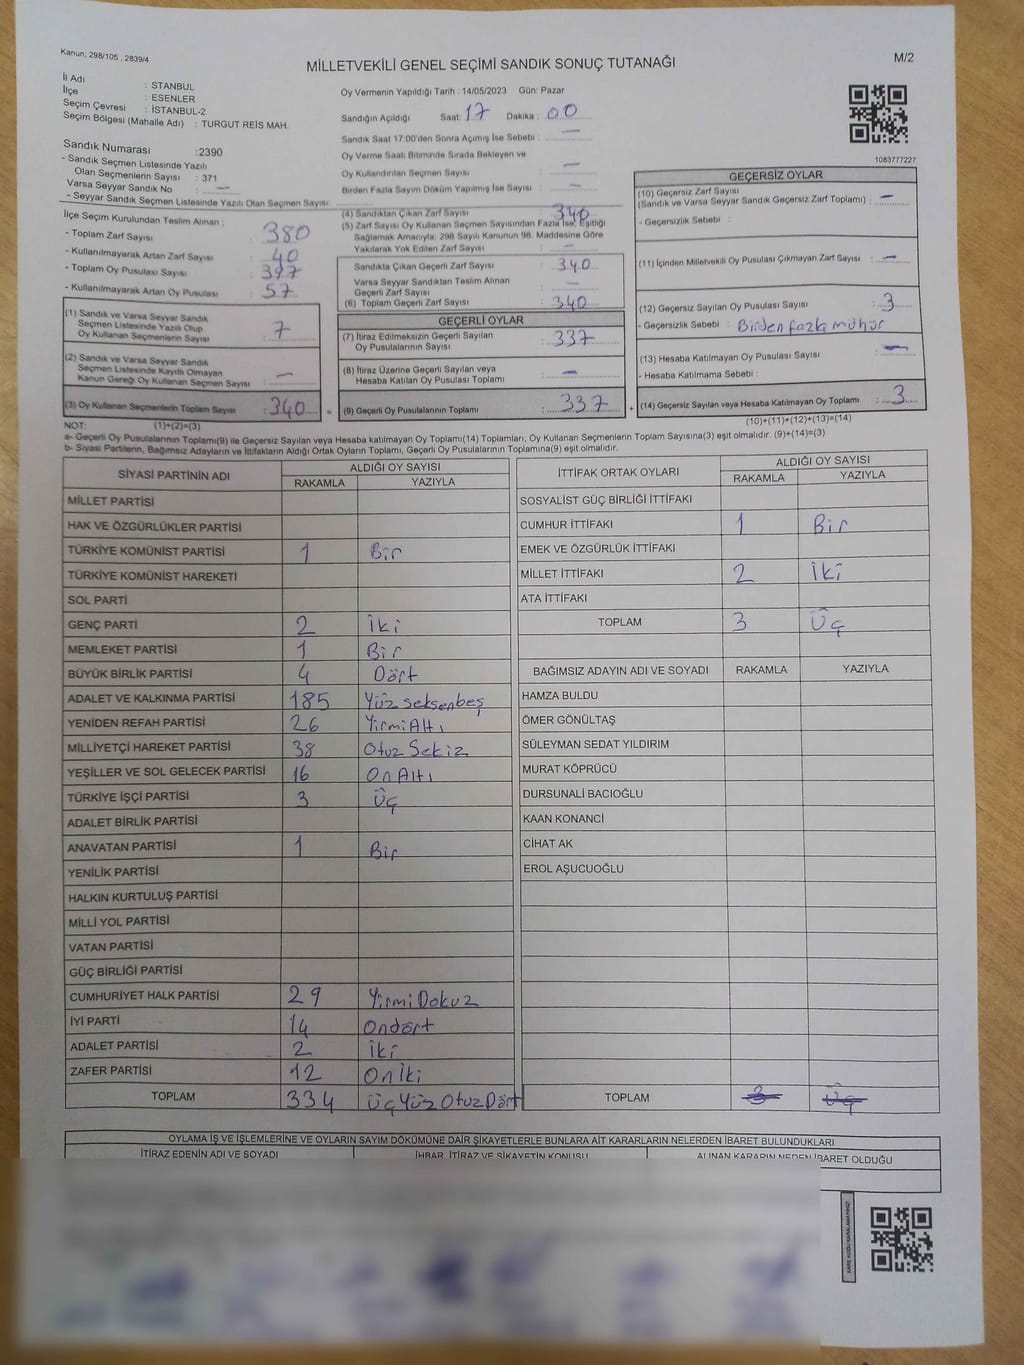 Kanun: 298/105 , 2839/4
M/2
MİLLETVEKİLİ GENEL SEÇİMİ SANDIK SONUÇ TUTANAĞI
İl Adı : STANBUL
İlçe : ESENLER
Seçim Çevresi : İSTANBUL-2
Seçim Bölgesi (Mahalle Adı) : TURGUT REİS MAH.
Sandık Numarası :2390
- Sandık Seçmen Listesinde Yazılı
Olan Seçmenlerin Sayısı : 371
Varsa Seyyar Sandık No : —
- Seyyar Sandık Seçmen Listesinde Yazılı Olan Seçmen Sayısı:
Oy Vermenin Yapıldığı Tarih : 14/05/2023 Gün: Pazar
Sandığın Açıldığı Saat: 17 Dakika : 00
Sandık Saat 17:00'den Sonra Açımış İse Sebebi : —
Oy Verme Saati Bitiminde Sırada Bekleyen ve
Oy Kullandırılan Seçmen Sayısı : —
Birden Fazla Sayım Döküm Yapılmış İse Sayısı : —
1083777227
İlçe Seçim Kurulundan Teslim Alınan :
- Toplam Zarf Sayısı 380
- Kullanılmayarak Artan Zarf Sayısı 40
- Toplam Oy Pusulası Sayısı 397
- Kullanılmayarak Artan Oy Pusulası 57
(1) Sandık ve Varsa Seyyar Sandık
Seçmen Listesinde Yazılı Olup
Oy Kullanan Seçmenlerin Sayısı : 7
(2) Sandık ve Varsa Seyyar Sandık
Seçmen Listesinde Kayıtlı Olmayan
Kanun Gereği Oy Kullanan Seçmen Sayısı : —
(3) Oy Kullanan Seçmenlerin Toplam Sayısı :340
(4) Sandıktan Çıkan Zarf Sayısı : 340
(5) Zarf Sayısı Oy Kullanan Seçmen Sayısından Fazla İse, Eşitliği
Sağlamak Amacıyla, 298 Sayılı Kanunun 98. Maddesine Göre
Yakılarak Yok Edilen Zarf Sayısı : —
Sandıkta Çıkan Geçerli Zarf Sayısı : 340
Varsa Seyyar Sandıktan Teslim Alınan
Geçerli Zarf Sayısı : —
(6) Toplam Geçerli Zarf Sayısı : 340
GEÇERLİ OYLAR
(7) İtiraz Edilmeksizin Geçerli Sayılan
Oy Pusulalarının Sayısı : 337
(8) İtiraz Üzerine Geçerli Sayılan veya
Hesaba Katılan Oy Pusulası Toplamı : —
= (9) Geçerli Oy Pusulalarının Toplamı : 337
GEÇERSİZ OYLAR
(10) Geçersiz Zarf Sayısı
(Sandık ve Varsa Seyyar Sandık Geçersiz Zarf Toplamı) : —
- Geçersizlik Sebebi :
(11) İçinden Milletvekili Oy Pusulası Çıkmayan Zarf Sayısı : —
(12) Geçersiz Sayılan Oy Pusulası Sayısı : 3
- Geçersizlik Sebebi : Birden fazla mühür
(13) Hesaba Katılmayan Oy Pusulası Sayısı : —
- Hesaba Katılmama Sebebi :
+ (14) Geçersiz Sayılan veya Hesaba Katılmayan Oy Toplamı : 3
NOT: (1)+(2)=(3)
(10)+(11)+(12)+(13)=(14)
a- Geçerli Oy Pusulalarının Toplamı(9) ile Geçersiz Sayılan veya Hesaba katılmayan Oy Toplamı(14) Toplamları, Oy Kullanan Seçmenlerin Toplam Sayısına(3) eşit olmalıdır. (9)+(14)=(3)
b- Siyasi Partilerin, Bağımsız Adayların ve İttifakların Aldığı Ortak Oyların Toplamı, Geçerli Oy Pusulalarının Toplamına(9) eşit olmalıdır.
SİYASİ PARTİNİN ADI ALDIĞI OY SAYISI
RAKAMLA YAZIYLA
MİLLET PARTİSİ
HAK VE ÖZGÜRLÜKLER PARTİSİ
TÜRKİYE KOMÜNİST PARTİSİ 1 Bir
TÜRKİYE KOMÜNİST HAREKETİ
SOL PARTİ
GENÇ PARTİ 2 İki
MEMLEKET PARTİSİ 1 Bir
BÜYÜK BİRLİK PARTİSİ 4 Dört
ADALET VE KALKINMA PARTİSİ 185 Yüz seksenbeş
YENİDEN REFAH PARTİSİ 26 Yirmi Altı
MİLLİYETÇİ HAREKET PARTİSİ 38 Otuz Sekiz
YEŞİLLER VE SOL GELECEK PARTİSİ 16 On Altı
TÜRKİYE İŞÇİ PARTİSİ 3 Üç
ADALET BİRLİK PARTİSİ
ANAVATAN PARTİSİ 1 Bir
YENİLİK PARTİSİ
HALKIN KURTULUŞ PARTİSİ
MİLLİ YOL PARTİSİ
VATAN PARTİSİ
GÜÇ BİRLİĞİ PARTİSİ
CUMHURİYET HALK PARTİSİ 29 Yirmi Dokuz
İYİ PARTİ 14 Ondört
ADALET PARTİSİ 2 İki
ZAFER PARTİSİ 12 On İki
TOPLAM 334 Üç Yüz Otuz Dört
İTTİFAK ORTAK OYLARI ALDIĞI OY SAYISI
RAKAMLA YAZIYLA
SOSYALİST GÜÇ BİRLİĞİ İTTİFAKI
CUMHUR İTTİFAKI 1 Bir
EMEK VE ÖZGÜRLÜK İTTİFAKI
MİLLET İTTİFAKI 2 İki
ATA İTTİFAKI
TOPLAM 3 Üç
BAĞIMSIZ ADAYIN ADI VE SOYADI RAKAMLA YAZIYLA
HAMZA BULDU
ÖMER GÖNÜLTAŞ
SÜLEYMAN SEDAT YILDIRIM
MURAT KÖPRÜCÜ
DURSUNALİ BACIOĞLU
KAAN KONANCİ
CİHAT AK
EROL AŞUCUOĞLU
TOPLAM 3 Üç
OYLAMA İŞ VE İŞLEMLERİNE VE OYLARIN SAYIM DÖKÜMÜNE DAİR ŞİKAYETLERLE BUNLARA AİT KARARLARIN NELERDEN İBARET BULUNDUKLARI
İTİRAZ EDENİN ADI VE SOYADI İHBAR, İTİRAZ VE ŞİKAYETİN KONUSU ALINAN KARARIN NEDEN İBARET OLDUĞU
KARE KODU KARALAMAYINIZ!